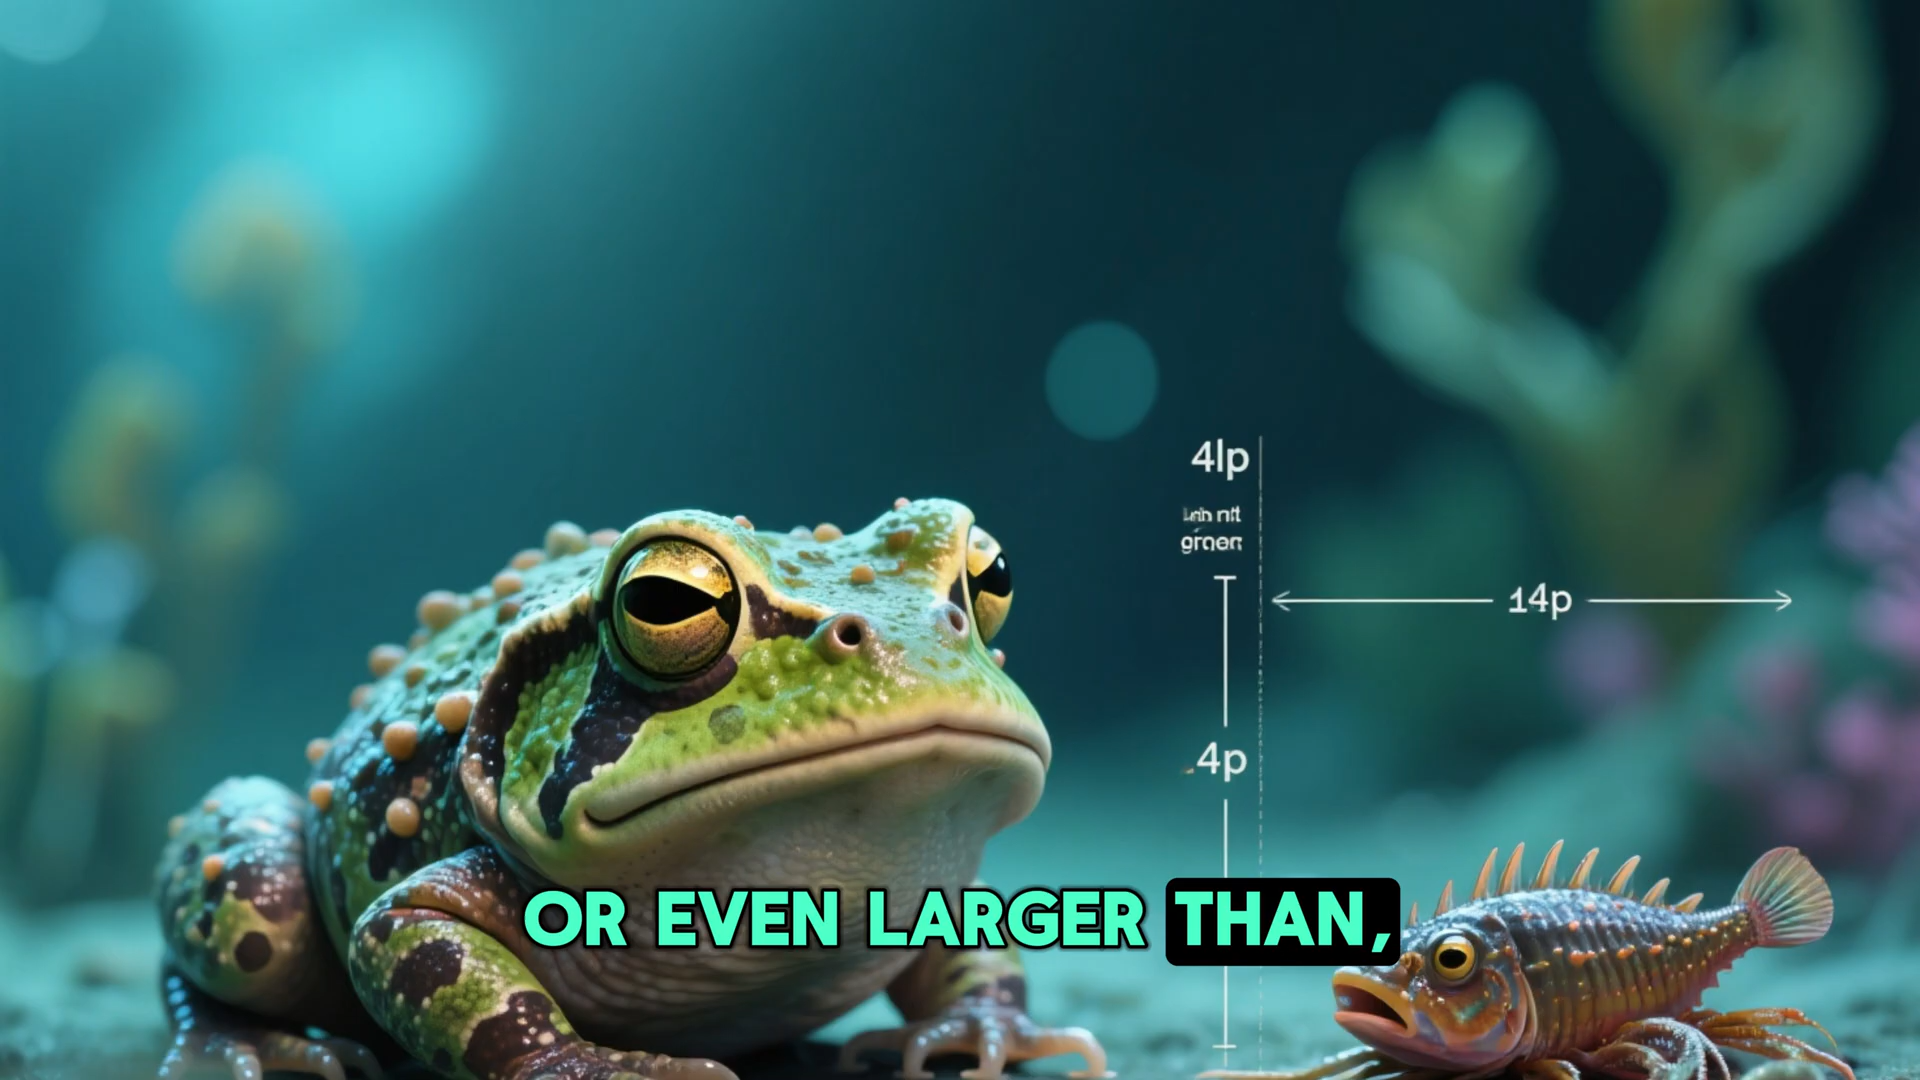 4lp
14p
4p
OR EVEN LARGER THAN,